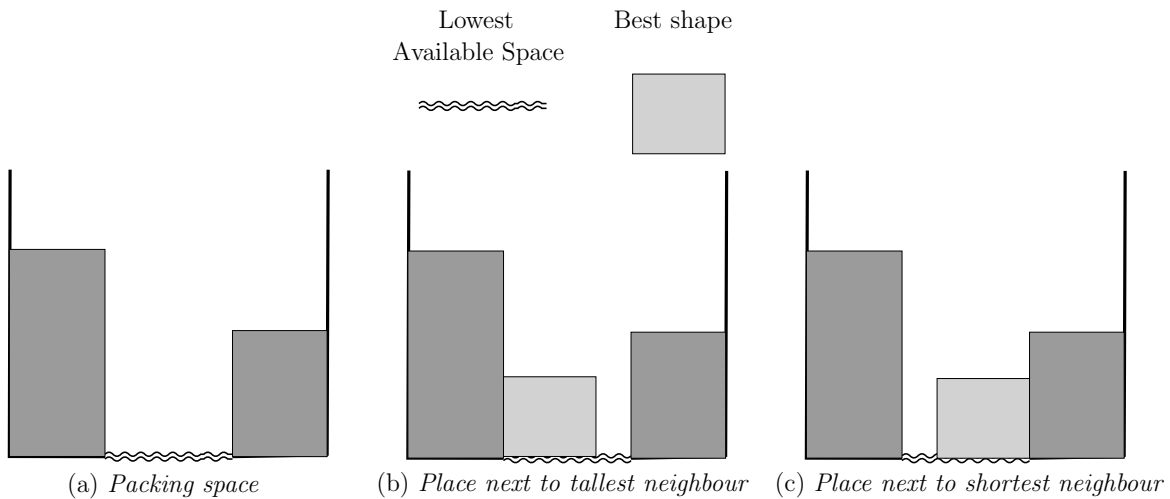 Lowest
Available Space
Best shape
(a) Packing space
(b) Place next to tallest neighbour
(c) Place next to shortest neighbour